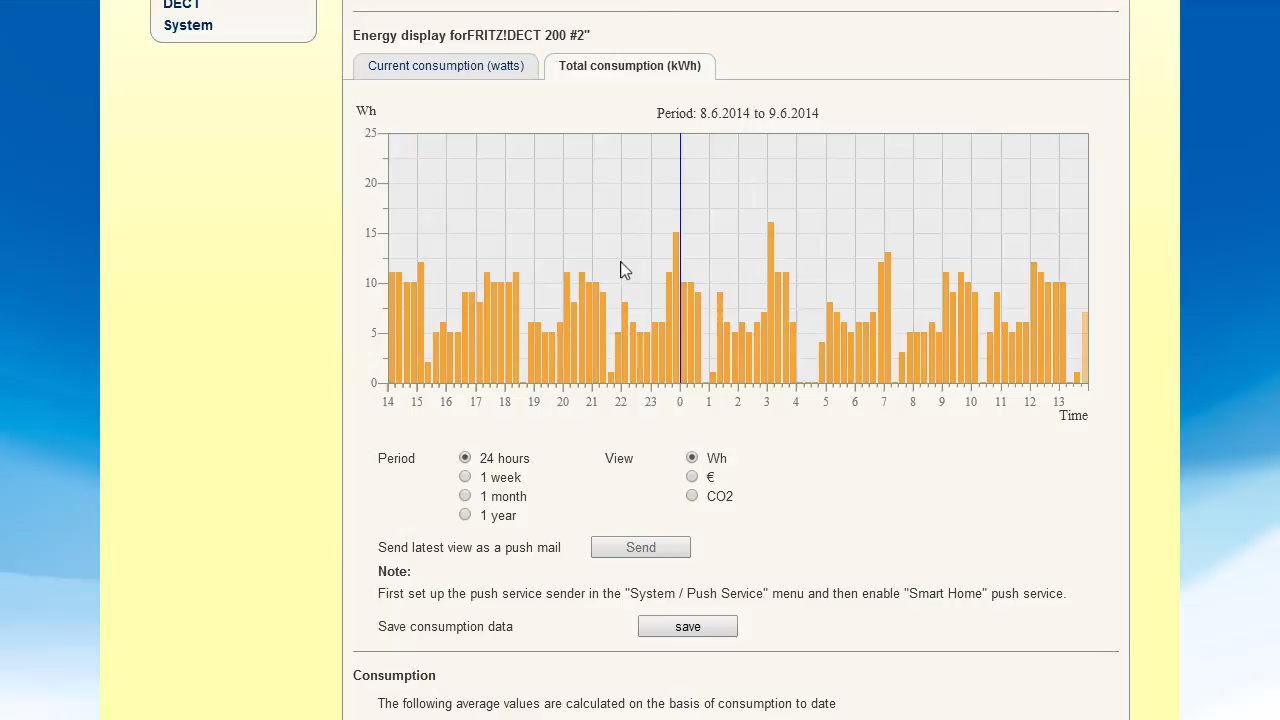 DECT
System
Energy display forFRITZ!DECT 200 #2"
Current consumption (watts) Total consumption (kWh)
Wh Period: 8.6.2014 to 9.6.2014
25
20
15
10
5
0
14 15 16 17 18 19 20 21 22 23 0 1 2 3 4 5 6 7 8 9 10 11 12 13
Time
Period 24 hours View Wh
1 week €
1 month CO2
1 year
Send latest view as a push mail Send
Note:
First set up the push service sender in the "System / Push Service" menu and then enable "Smart Home" push service.
Save consumption data save
Consumption
The following average values are calculated on the basis of consumption to date